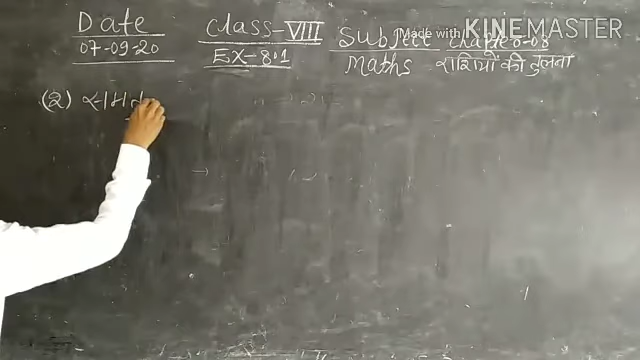 Date
07-09-20
Class-VIII
Ex-8.1
Subject Chapter-08
Maths राशियों की तुलना
Made with KINEMASTER
(2)